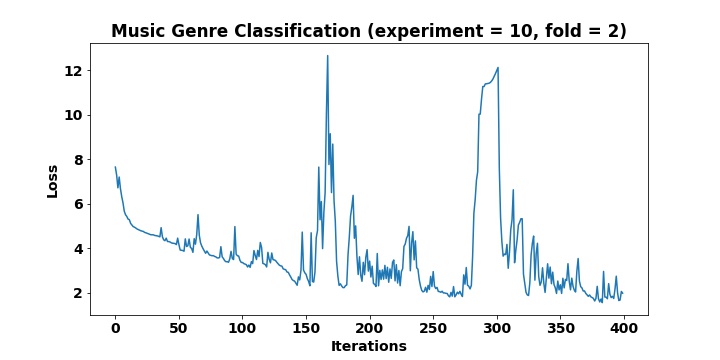 Music Genre Classification (experiment = 10, fold = 2)
12
10
8
6
4
2
Loss
0 50 100 150 200 250 300 350 400
Iterations